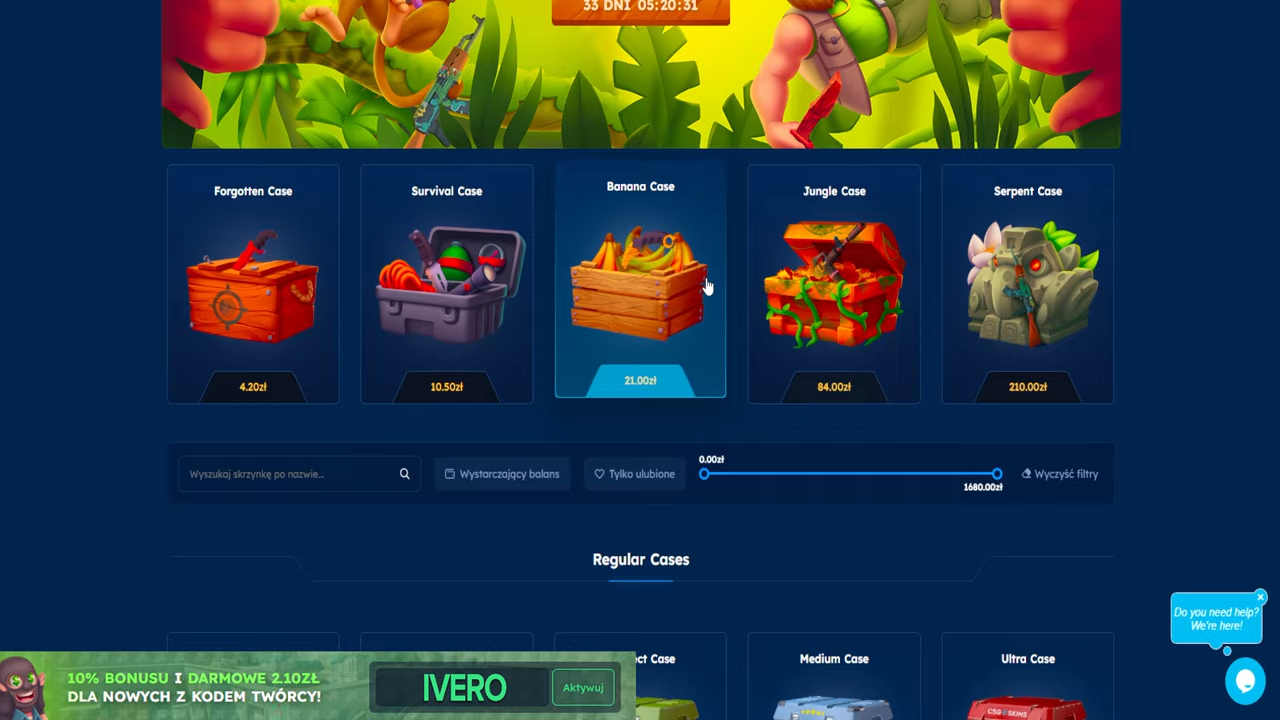 33 DNI 05:20:31
Forgotten Case
Survival Case
Banana Case
Jungle Case
Serpent Case
4.20zł
10.50zł
21.00zł
84.00zł
210.00zł
Wyszukaj skrzynkę po nazwie...
Wystarczający balans
Tylko ulubione
0.00zł
1680.00zł
Wyczyść filtry
Regular Cases
Do you need help?
We're here!
ct Case
Medium Case
Ultra Case
CSGOSKINS
10% BONUSU I DARMOWE 2.10ZŁ
DLA NOWYCH Z KODEM TWÓRCY!
IVERO
Aktywuj